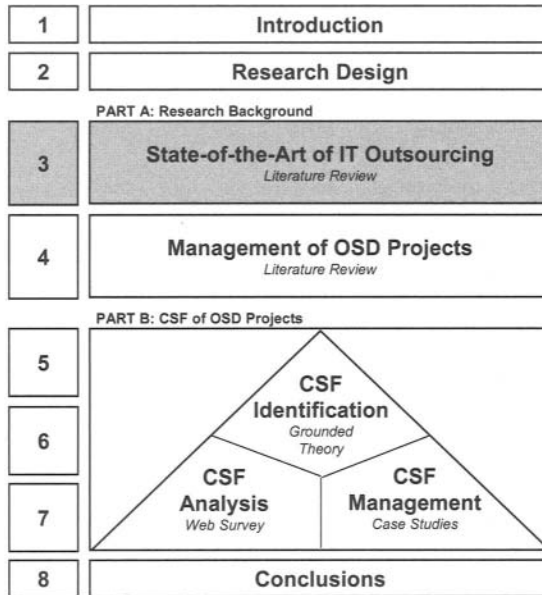 1
Introduction
2
Research Design
PART A: Research Background
3
State-of-the-Art of IT Outsourcing
Literature Review
4
Management of OSD Projects
Literature Review
PART B: CSF of OSD Projects
5
CSF
Identification
Grounded
Theory
6
CSF
Analysis
Web Survey
CSF
Management
Case Studies
7
8
Conclusions